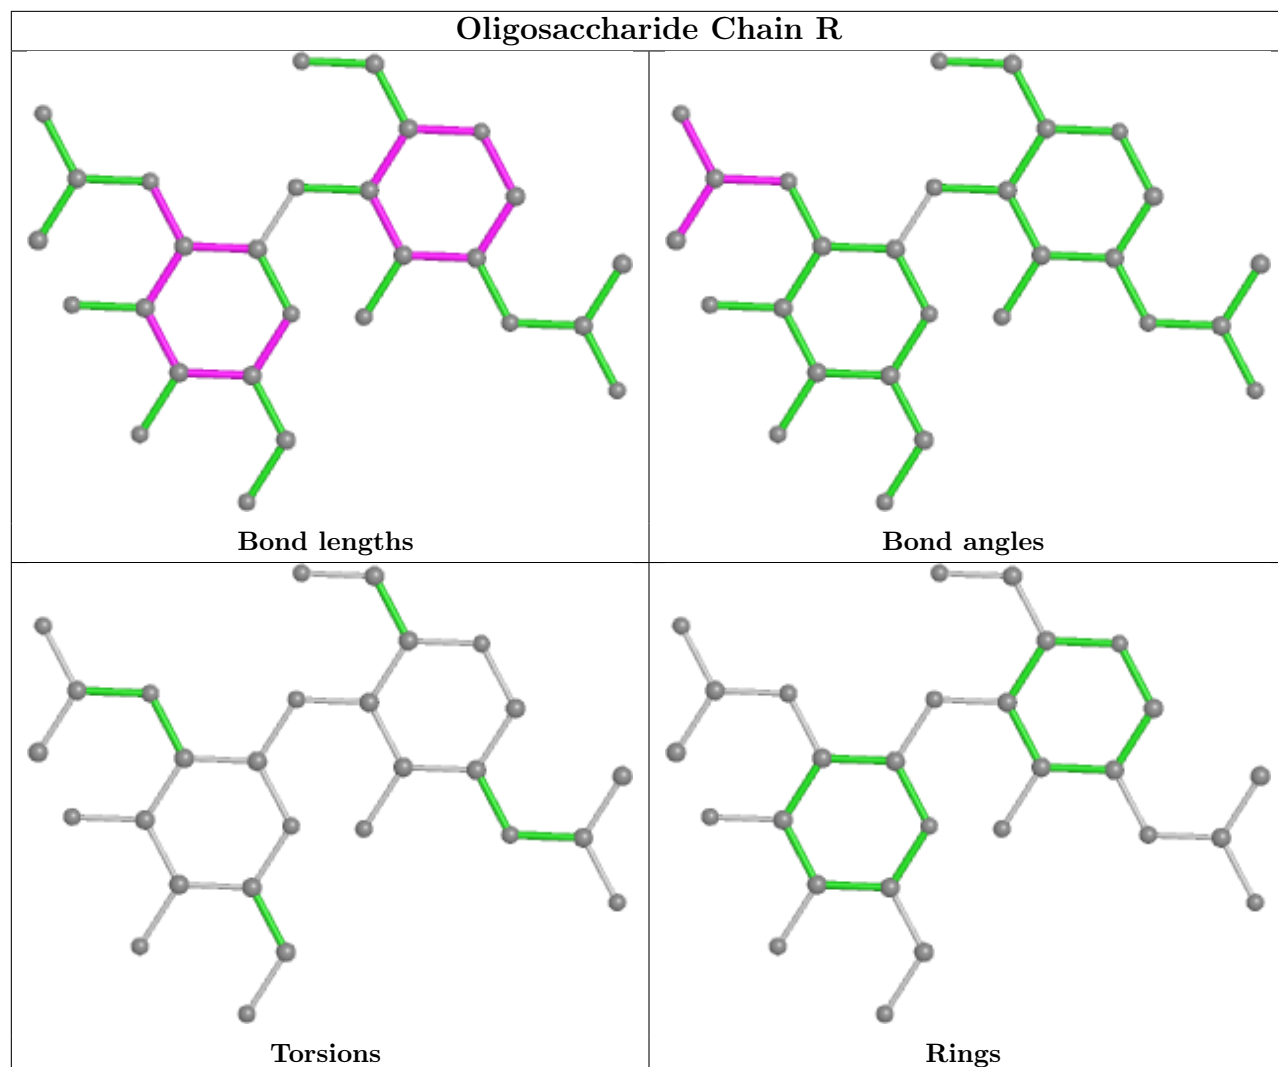 Oligosaccharide Chain R
Bond lengths
Bond angles
Torsions
Rings